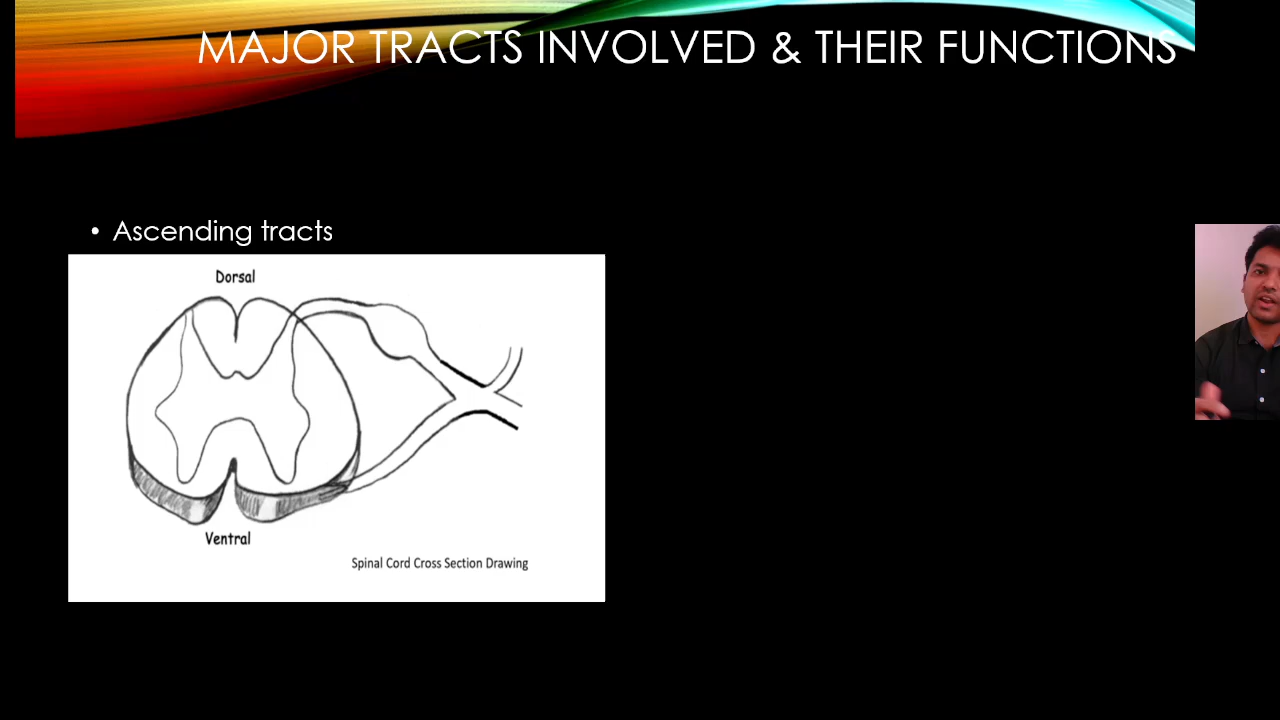 MAJOR TRACTS INVOLVED & THEIR FUNCTIONS
• Ascending tracts
Dorsal
Ventral
Spinal Cord Cross Section Drawing